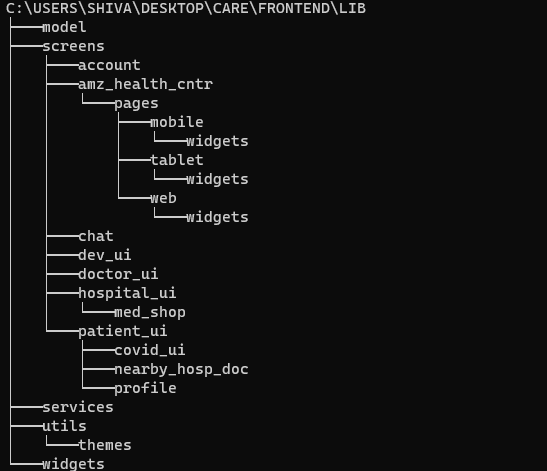 C:\USERS\SHIVA\DESKTOP\CARE\FRONTEND\LIB
├───model
├───screens
│   ├───account
│   ├───amz_health_cntr
│   │   └───pages
│   │       ├───mobile
│   │       │   └───widgets
│   │       ├───tablet
│   │       │   └───widgets
│   │       └───web
│   │           └───widgets
│   ├───chat
│   ├───dev_ui
│   ├───doctor_ui
│   ├───hospital_ui
│   │   └───med_shop
│   └───patient_ui
│       ├───covid_ui
│       ├───nearby_hosp_doc
│       └───profile
├───services
├───utils
│   └───themes
└───widgets